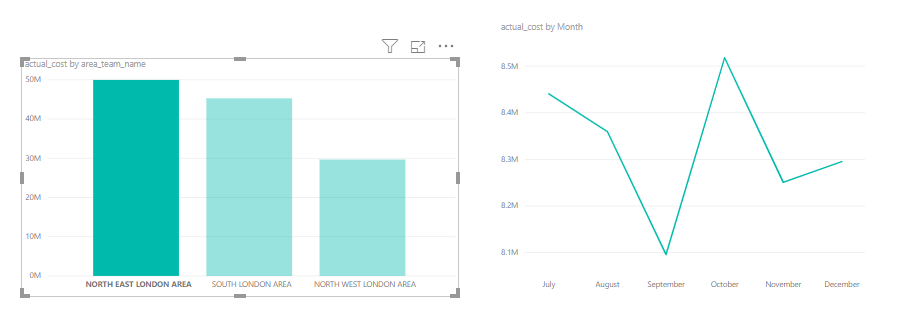 actual_cost by area_team_name
50M
40M
30M
20M
10M
0M
NORTH EAST LONDON AREA
SOUTH LONDON AREA
NORTH WEST LONDON AREA
actual_cost by Month
8.5M
8.4M
8.3M
8.2M
8.1M
July
August
September
October
November
December